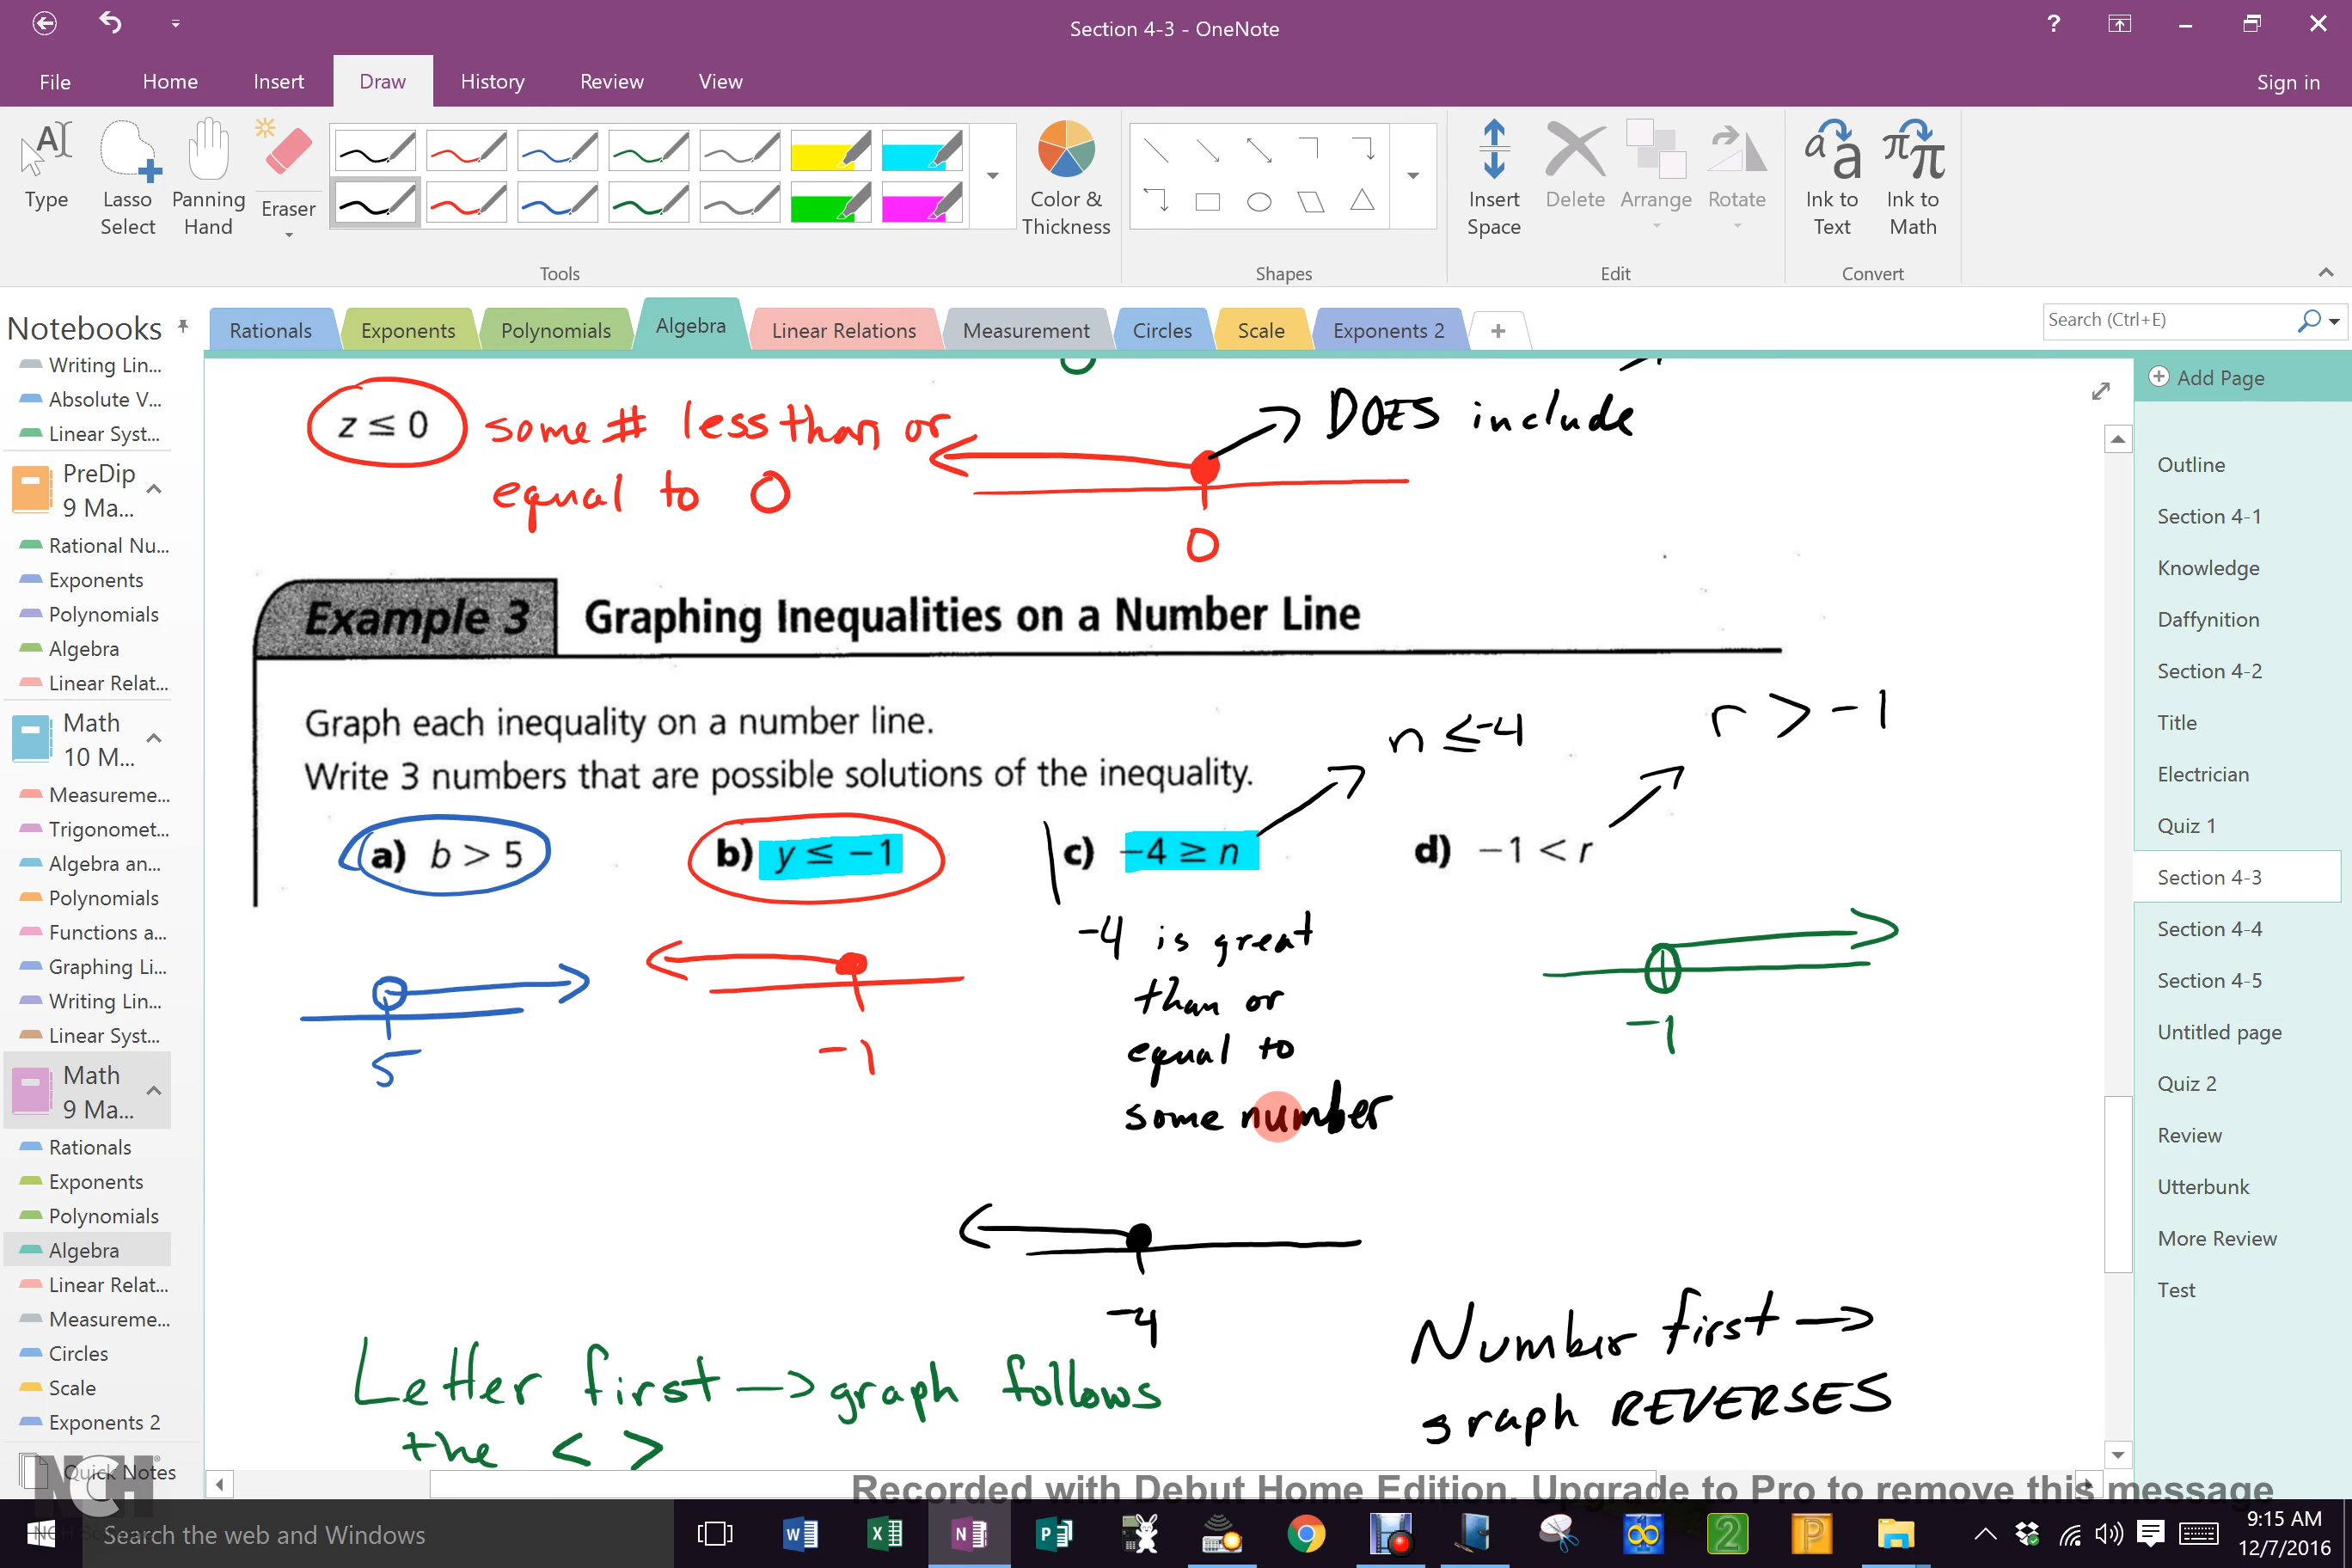 Section 4-3 - OneNote
?
File Home Insert Draw History Review View Sign in
Type
Lasso Select
Panning Hand
Eraser
Color & Thickness
Insert Space
Delete
Arrange
Rotate
Ink to Text
Ink to Math
Tools Shapes Edit Convert
Notebooks
Rationals Exponents Polynomials Algebra Linear Relations Measurement Circles Scale Exponents 2 +
Search (Ctrl+E)
Writing Lin...
Absolute V...
Linear Syst...
PreDip
9 Ma...
Rational Nu...
Exponents
Polynomials
Algebra
Linear Relat...
Math
10 M...
Measureme...
Trigonomet...
Algebra an...
Polynomials
Functions a...
Graphing Li...
Writing Lin...
Linear Syst...
Math
9 Ma...
Rationals
Exponents
Polynomials
Algebra
Linear Relat...
Measureme...
Circles
Scale
Exponents 2
Quick Notes
z ≤ 0 some # less than or
equal to 0
DOES include
0
Example 3 Graphing Inequalities on a Number Line
Graph each inequality on a number line.
Write 3 numbers that are possible solutions of the inequality.
n ≤ -4
r > -1
a) b > 5 b) y ≤ −1 c) −4 ≥ n d) −1 < r
5
-1
-4 is great
than or
equal to
some number
-1
-4
Letter first → graph follows
the < >
Number first →
graph REVERSES
Add Page
Outline
Section 4-1
Knowledge
Daffynition
Section 4-2
Title
Electrician
Quiz 1
Section 4-3
Section 4-4
Section 4-5
Untitled page
Quiz 2
Review
Utterbunk
More Review
Test
Recorded with Debut Home Edition. Upgrade to Pro to remove this message
NCH
Search the web and Windows
9:15 AM
12/7/2016